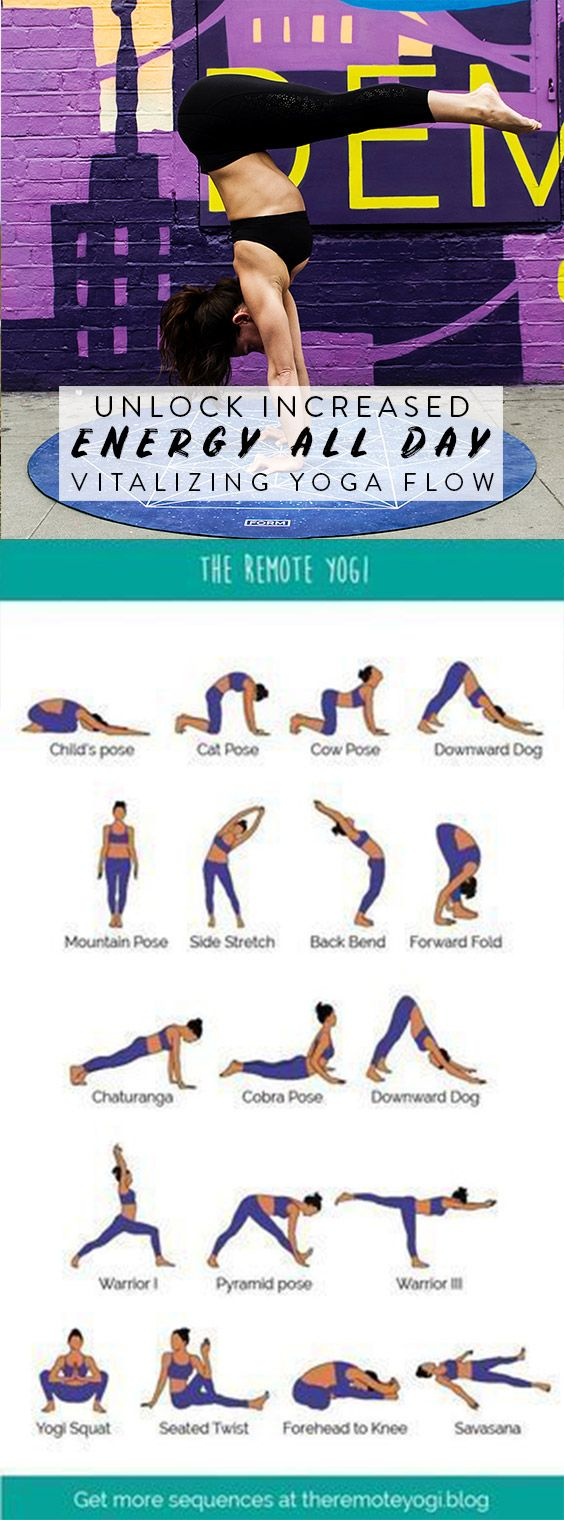 DEM
UNLOCK INCREASED
ENERGY ALL DAY
VITALIZING YOGA FLOW
FORM
THE REMOTE YOGI
Child's pose Cat Pose Cow Pose Downward Dog
Mountain Pose Side Stretch Back Bend Forward Fold
Chaturanga Cobra Pose Downward Dog
Warrior I Pyramid pose Warrior III
Yogi Squat Seated Twist Forehead to Knee Savasana
Get more sequences at theremoteyogi.blog